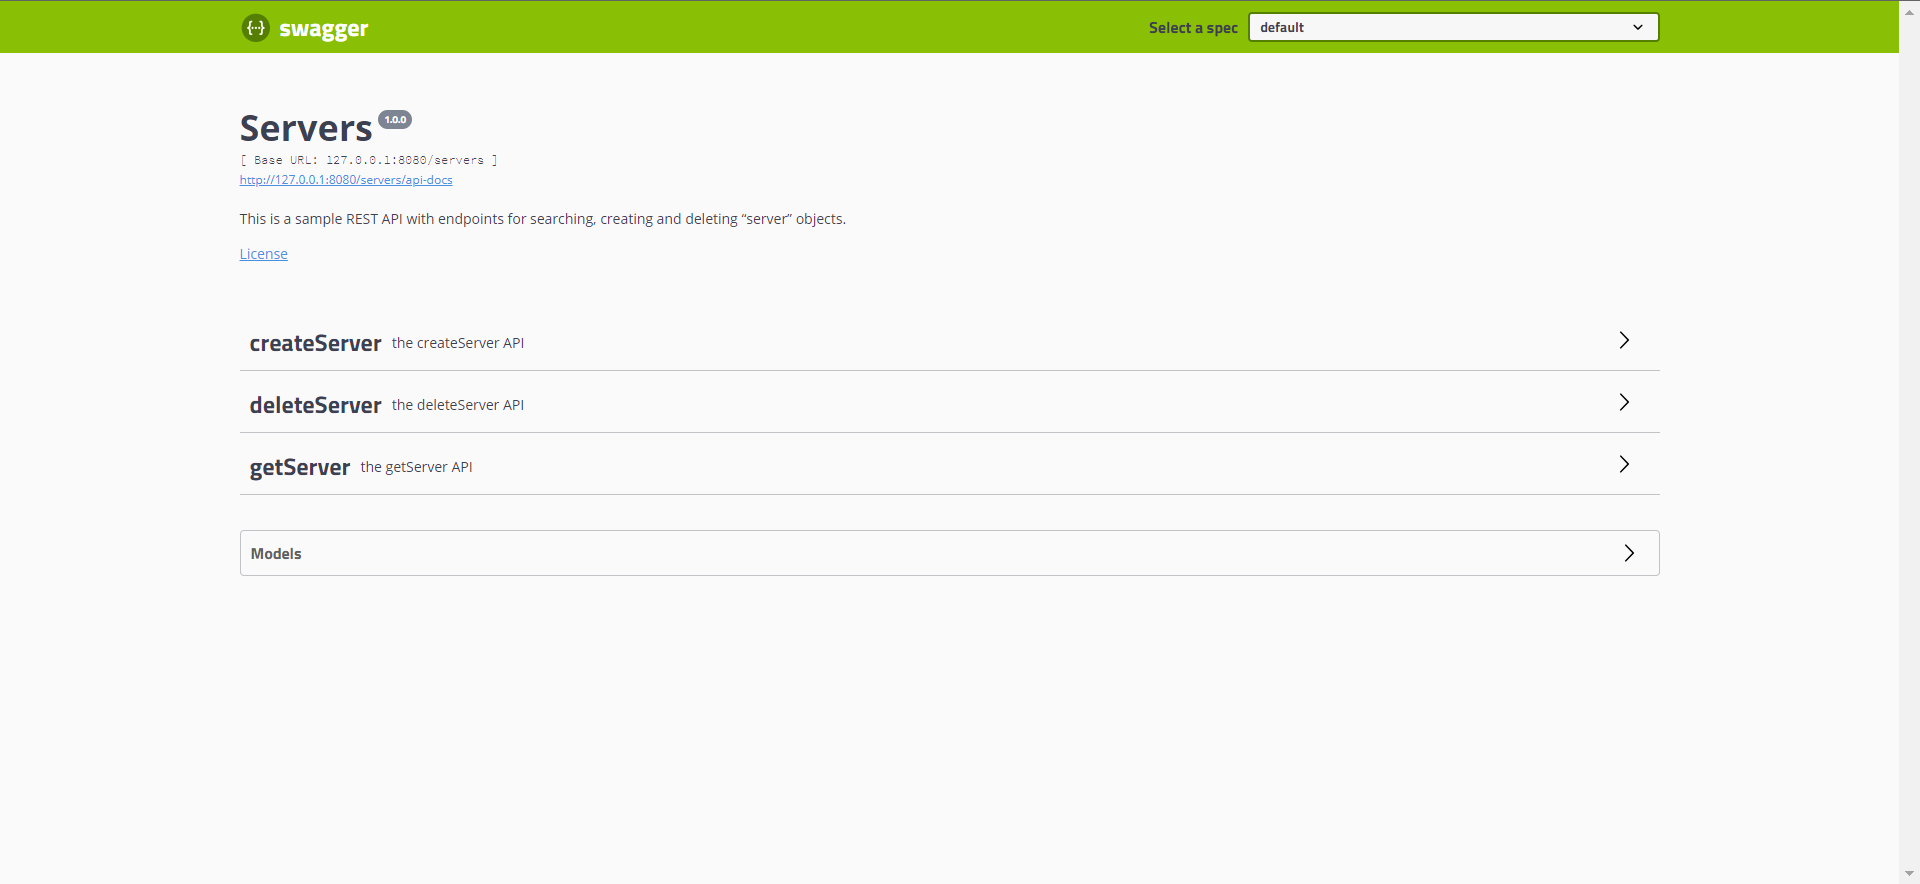 {··} swagger
Select a spec default
Servers 1.0.0
[ Base URL: 127.0.0.1:8080/servers ]
http://127.0.0.1:8080/servers/api-docs
This is a sample REST API with endpoints for searching, creating and deleting “server” objects.
License
createServer the createServer API
deleteServer the deleteServer API
getServer the getServer API
Models